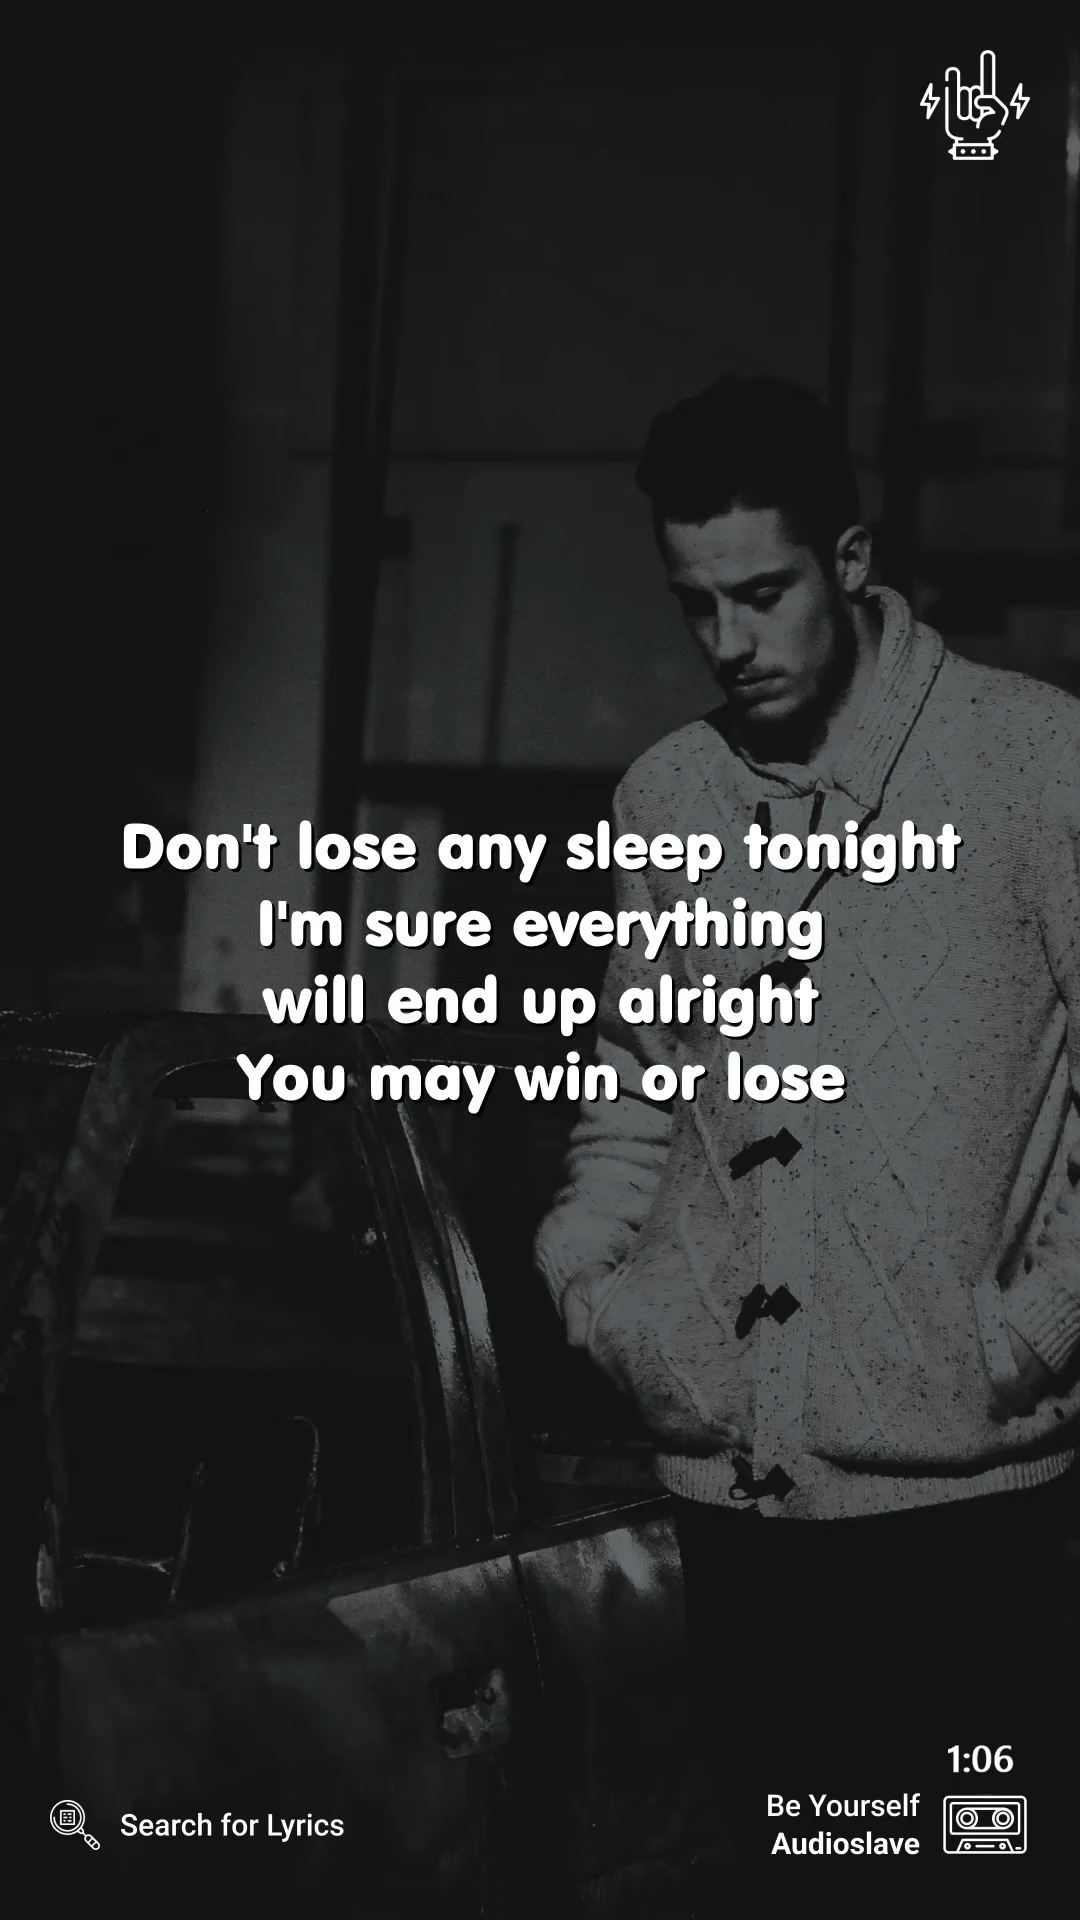 Don't lose any sleep tonight
I'm sure everything
will end up alright
You may win or lose
1:06
Search for Lyrics
Be Yourself
Audioslave